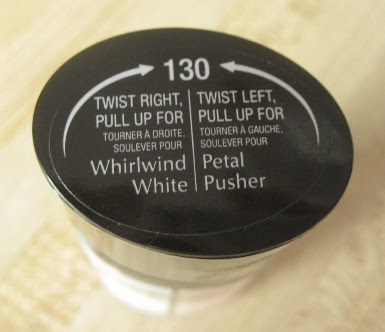 130
TWIST RIGHT,
PULL UP FOR
TOURNER À DROITE,
SOULEVER POUR
Whirlwind
White
TWIST LEFT,
PULL UP FOR
TOURNER À GAUCHE,
SOULEVER POUR
Petal
Pusher